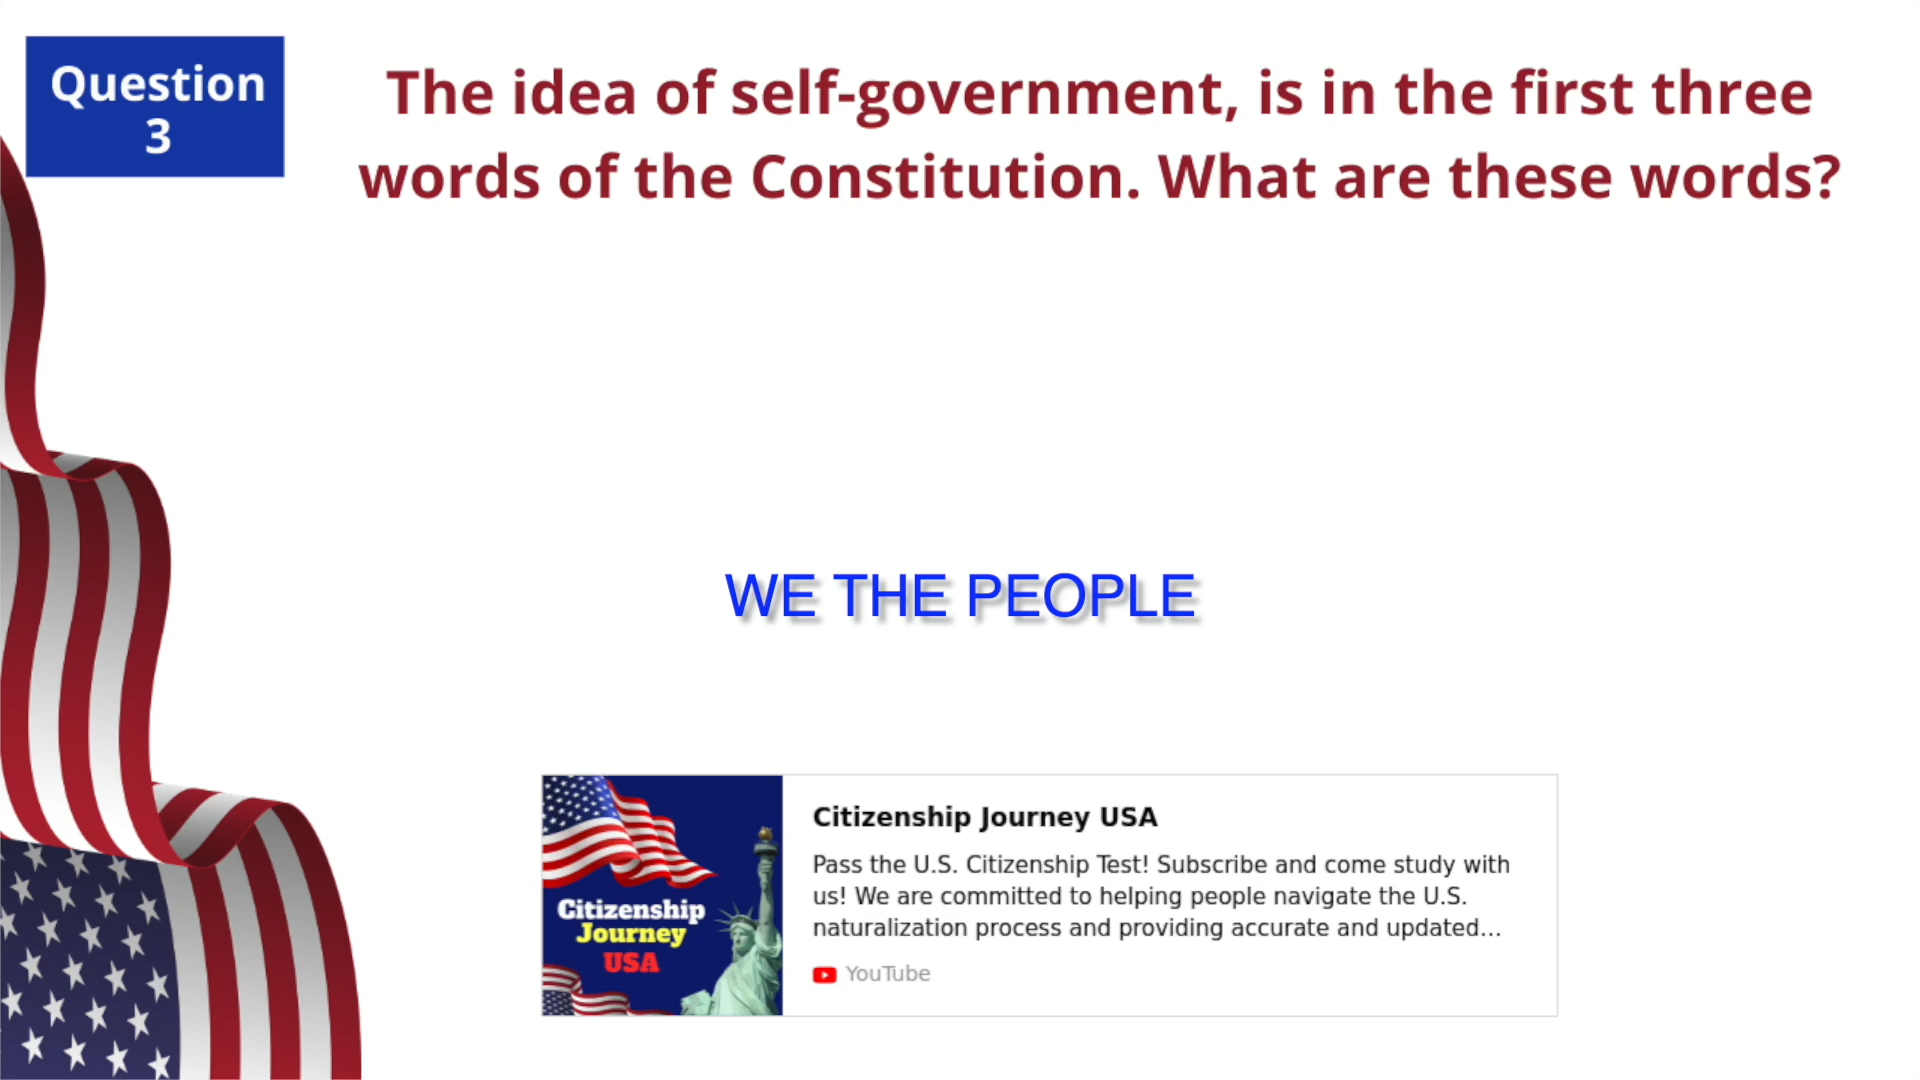 Question
3
The idea of self-government, is in the first three
words of the Constitution. What are these words?
WE THE PEOPLE
Citizenship
Journey
USA
Citizenship Journey USA
Pass the U.S. Citizenship Test! Subscribe and come study with
us! We are committed to helping people navigate the U.S.
naturalization process and providing accurate and updated...
YouTube